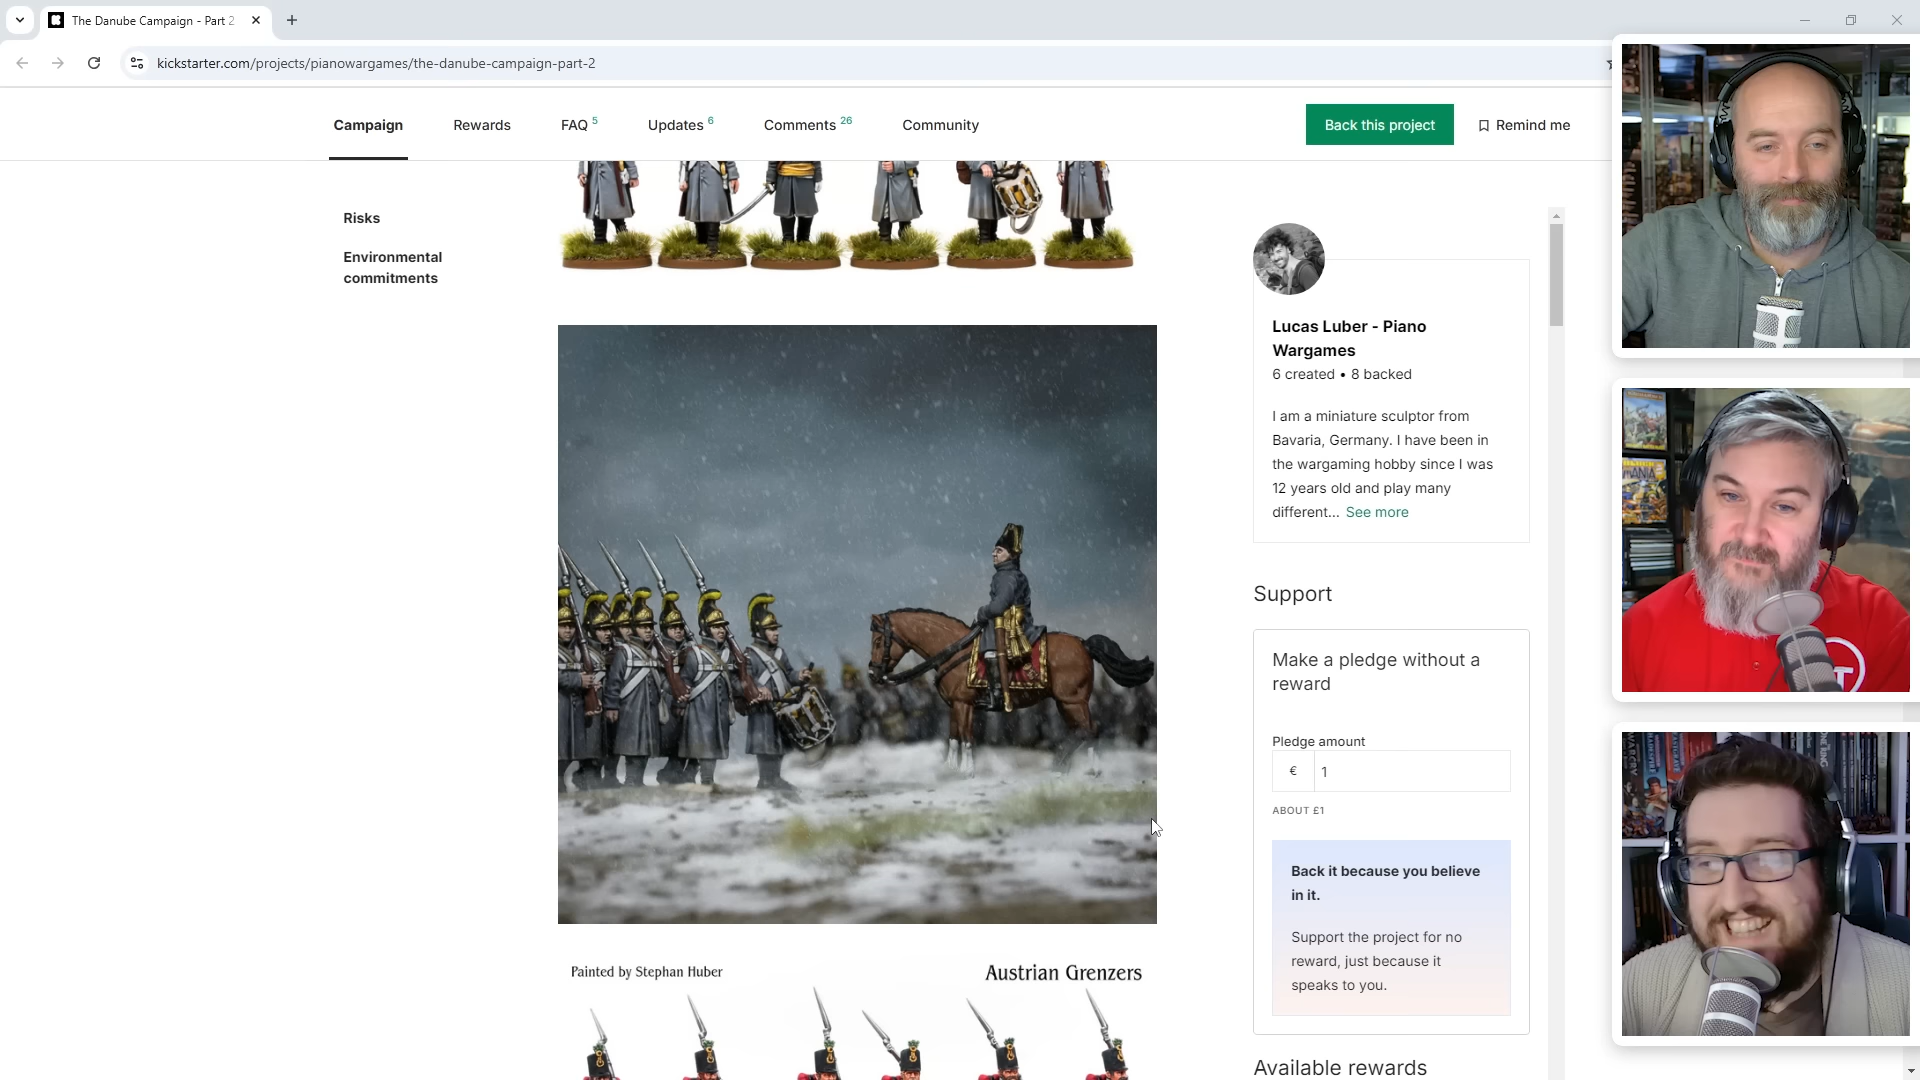 The Danube Campaign - Part 2
kickstarter.com/projects/pianowargames/the-danube-campaign-part-2
Campaign
Rewards
FAQ 5
Updates 6
Comments 26
Community
Back this project
Remind me
Risks
Environmental
commitments
Lucas Luber - Piano
Wargames
6 created • 8 backed
I am a miniature sculptor from
Bavaria, Germany. I have been in
the wargaming hobby since I was
12 years old and play many
different... See more
Support
Make a pledge without a
reward
Pledge amount
€ 1
ABOUT £1
Back it because you believe
in it.
Support the project for no
reward, just because it
speaks to you.
Available rewards
Painted by Stephan Huber
Austrian Grenzers